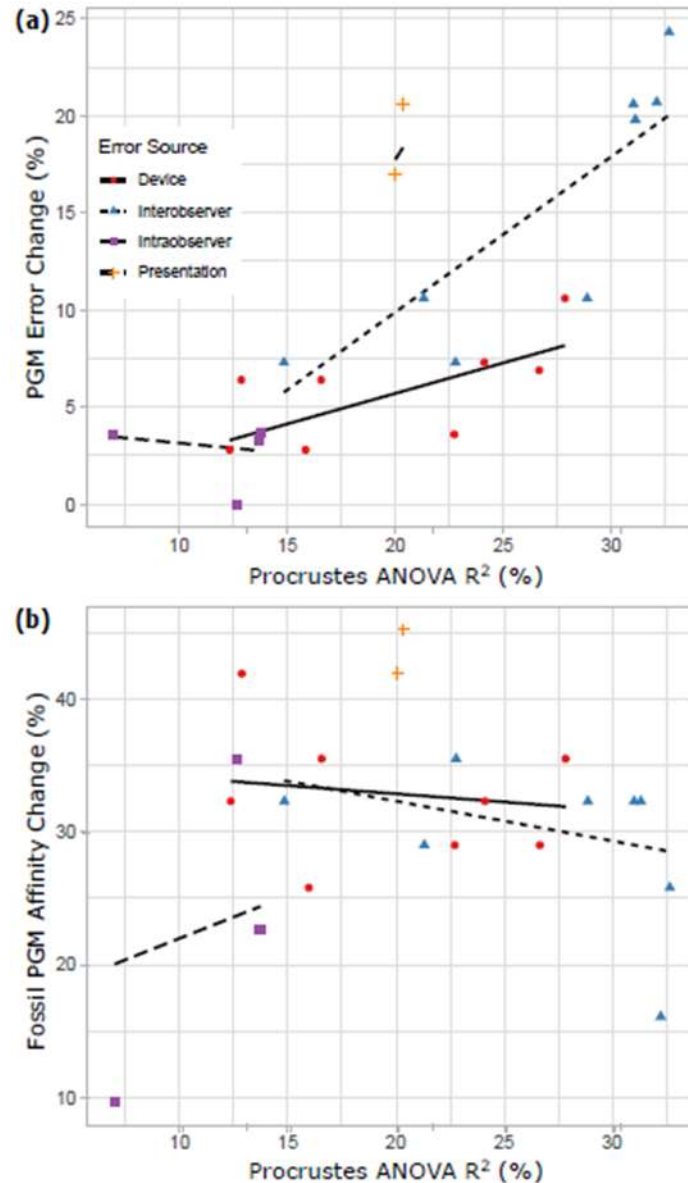 (a)
25
20
15
10
5
0
PGM Error Change (%)
Error Source
Device
Interobserver
Intraobserver
Presentation
10 15 20 25 30
Procrustes ANOVA R² (%)
(b)
40
30
20
10
Fossil PGM Affinity Change (%)
10 15 20 25 30
Procrustes ANOVA R² (%)